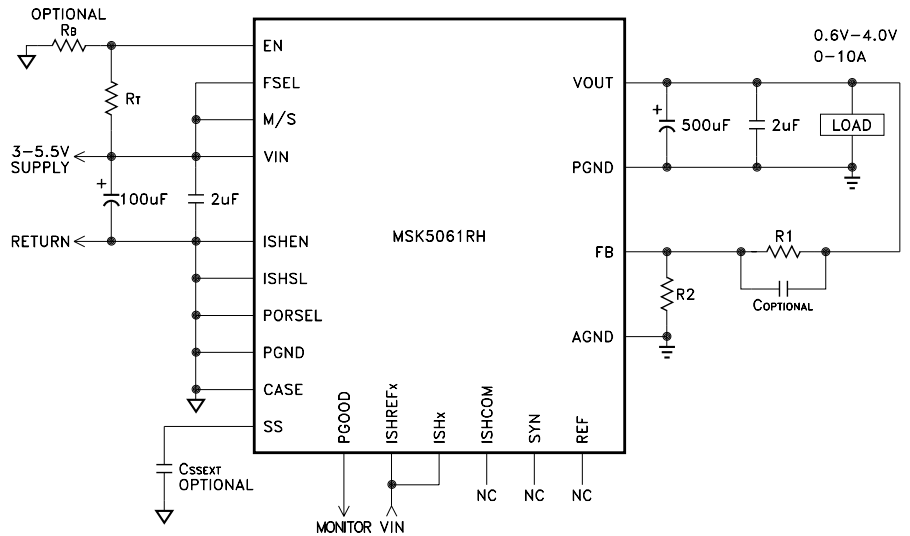 OPTIONAL
RB
EN
RT
FSEL
M/S
3-5.5V
SUPPLY
VIN
100uF
2uF
RETURN
ISHEN
ISHSL
PORSEL
PGND
CASE
SS
CSSEXT
OPTIONAL
MSK5061RH
PGOOD
ISHREFx
ISHx
ISHCOM
SYN
REF
MONITOR
VIN
NC
NC
NC
0.6V-4.0V
0-10A
VOUT
500uF
2uF
LOAD
PGND
FB
R1
COPTIONAL
R2
AGND